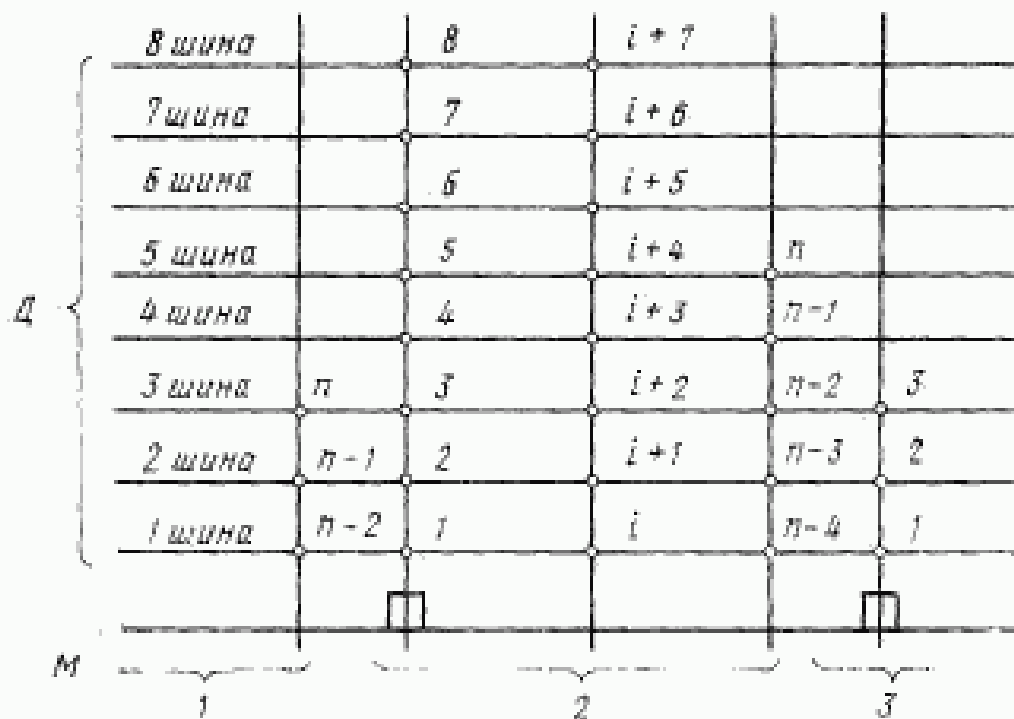 8 шина 8 i + 7
7 шина 7 i + 6
6 шина 6 i + 5
5 шина 5 i + 4 n
Д 4 шина 4 i + 3 n - 1
3 шина n 3 i + 2 n - 2 3
2 шина n - 1 2 i + 1 n - 3 2
1 шина n - 2 1 i n - 4 1
М
1 2 3